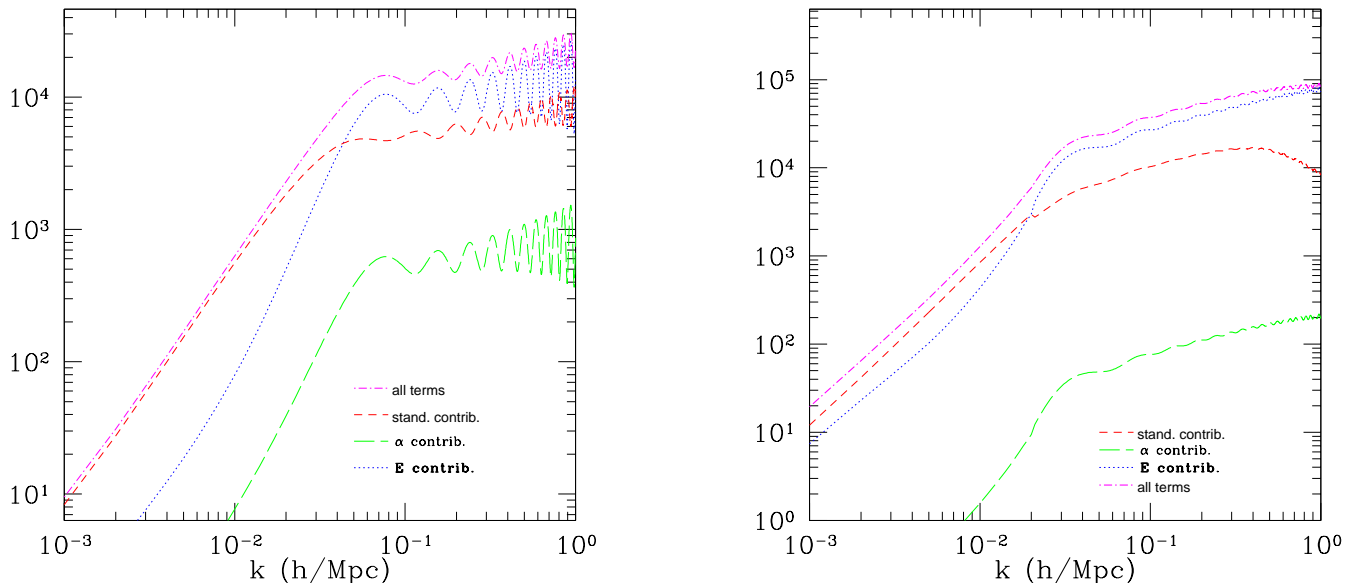 10⁴
10³
10²
10¹
10⁻³ 10⁻² 10⁻¹ 10⁰
k (h/Mpc)
all terms
stand. contrib.
α contrib.
E contrib.
10⁵
10⁴
10³
10²
10¹
10⁰
10⁻³ 10⁻² 10⁻¹ 10⁰
k (h/Mpc)
stand. contrib.
α contrib.
E contrib.
all terms